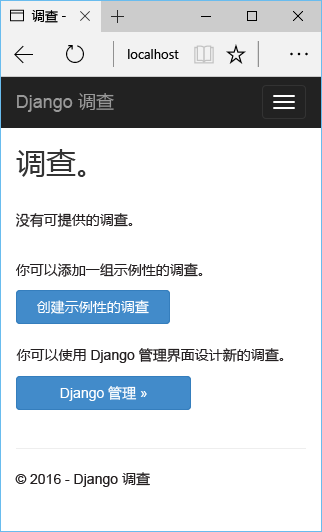 调查 -
localhost
Django 调查
调查。
没有可提供的调查。
你可以添加一组示例性的调查。
创建示例性的调查
你可以使用 Django 管理界面设计新的调查。
Django 管理 »
© 2016 - Django 调查